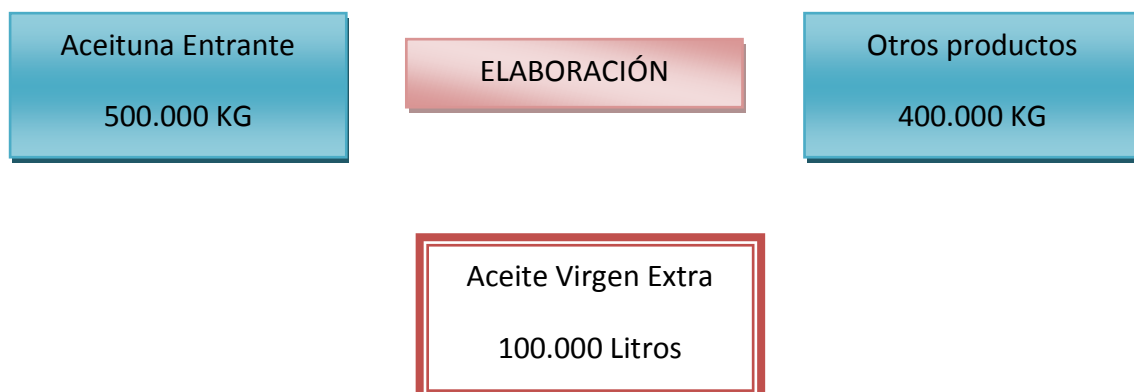 Aceituna Entrante
500.000 KG
ELABORACIÓN
Otros productos
400.000 KG
Aceite Virgen Extra
100.000 Litros